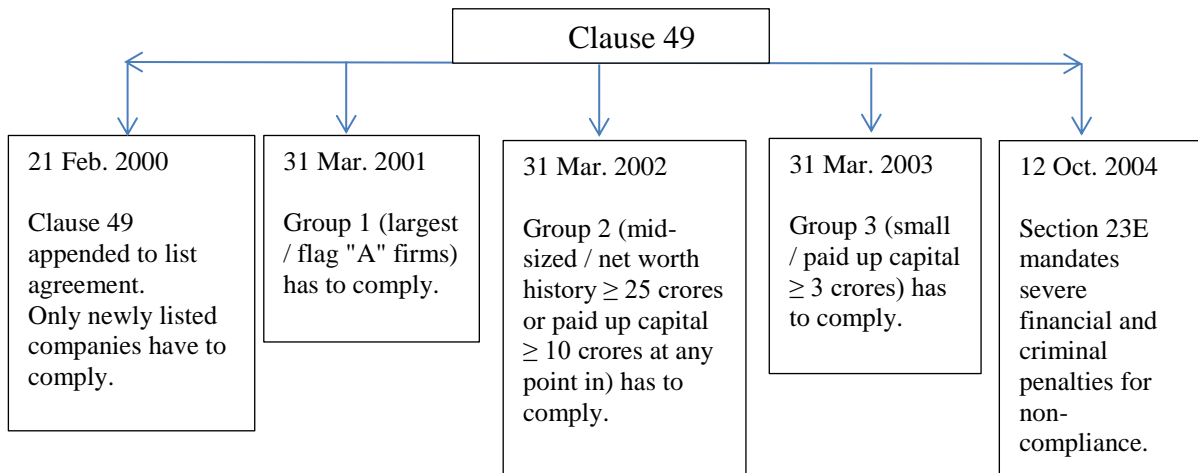 Clause 49
21 Feb. 2000
Clause 49
appended to list
agreement.
Only newly listed
companies have to
comply.
31 Mar. 2001
Group 1 (largest
/ flag "A" firms)
has to comply.
31 Mar. 2002
Group 2 (mid-
sized / net worth
history ≥ 25 crores
or paid up capital
≥ 10 crores at any
point in) has to
comply.
31 Mar. 2003
Group 3 (small
/ paid up capital
≥ 3 crores) has
to comply.
12 Oct. 2004
Section 23E
mandates
severe
financial and
criminal
penalties for
non-
compliance.